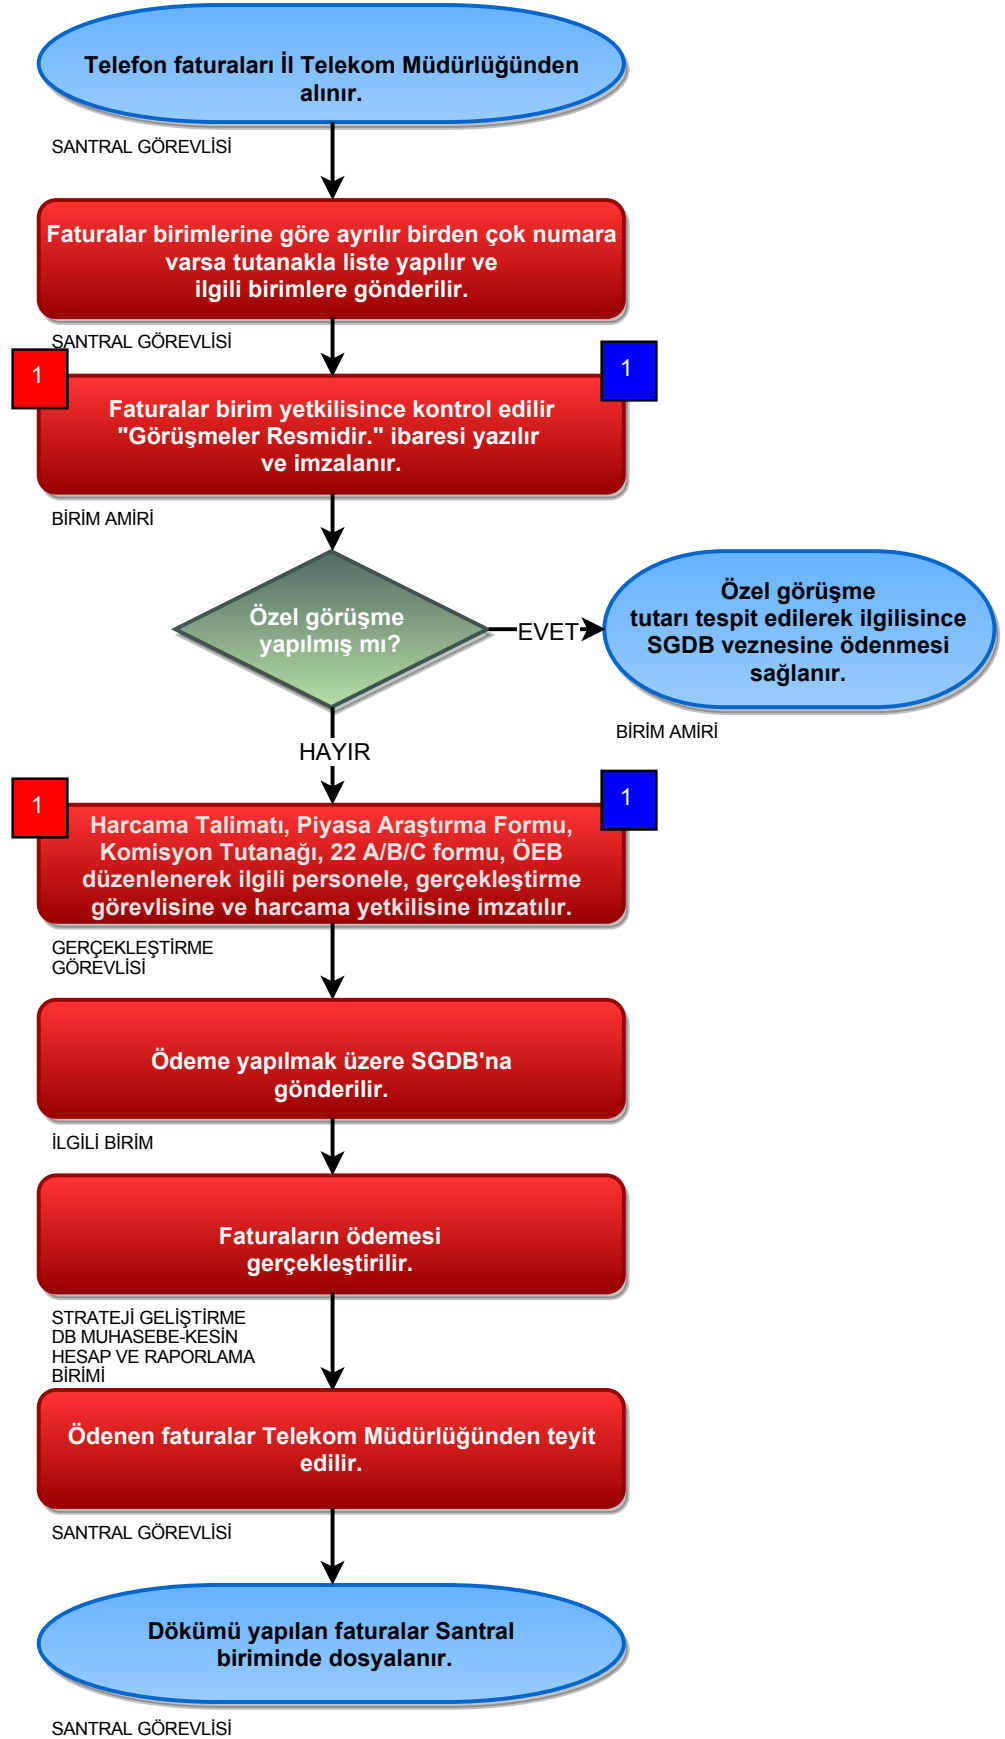 Telefon faturaları İl Telekom Müdürlüğünden
alınır.
SANTRAL GÖREVLİSİ
Faturalar birimlerine göre ayrılır birden çok numara
varsa tutanakla liste yapılır ve
ilgili birimlere gönderilir.
SANTRAL GÖREVLİSİ
1
1
Faturalar birim yetkilisince kontrol edilir
"Görüşmeler Resmidir." ibaresi yazılır
ve imzalanır.
BİRİM AMİRİ
Özel görüşme
yapılmış mı?
EVET
Özel görüşme
tutarı tespit edilerek ilgilisince
SGDB veznesine ödenmesi
sağlanır.
BİRİM AMİRİ
HAYIR
1
1
Harcama Talimatı, Piyasa Araştırma Formu,
Komisyon Tutanağı, 22 A/B/C formu, ÖEB
düzenlenerek ilgili personele, gerçekleştirme
görevlisine ve harcama yetkilisine imzatılır.
GERÇEKLEŞTİRME
GÖREVLİSİ
Ödeme yapılmak üzere SGDB'na
gönderilir.
İLGİLİ BİRİM
Faturaların ödemesi
gerçekleştirilir.
STRATEJİ GELİŞTİRME
DB MUHASEBE-KESİN
HESAP VE RAPORLAMA
BİRİMİ
Ödenen faturalar Telekom Müdürlüğünden teyit
edilir.
SANTRAL GÖREVLİSİ
Dökümü yapılan faturalar Santral
biriminde dosyalanır.
SANTRAL GÖREVLİSİ